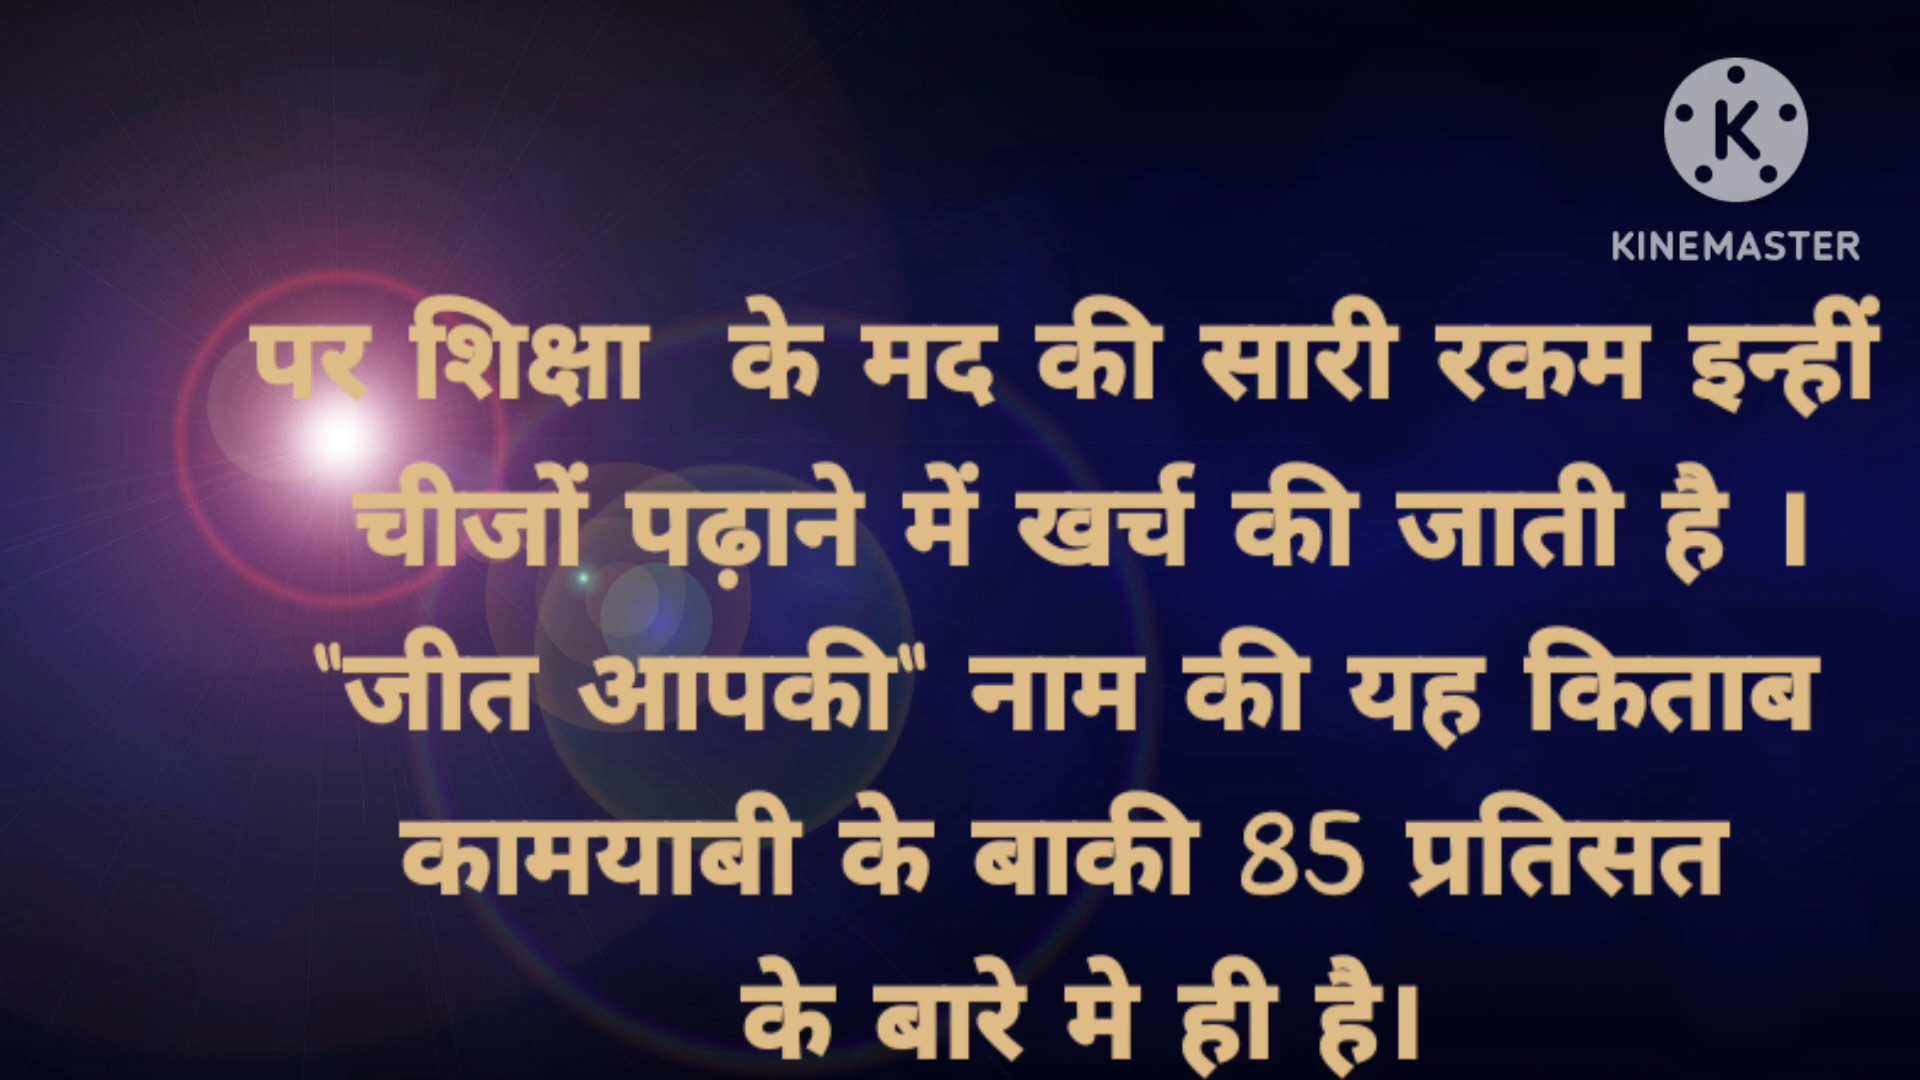 KINEMASTER
पर शिक्षा के मद की सारी रकम इन्हीं
चीजों पढ़ाने में खर्च की जाती है ।
"जीत आपकी" नाम की यह किताब
कामयाबी के बाकी 85 प्रतिसत
के बारे मे ही है।